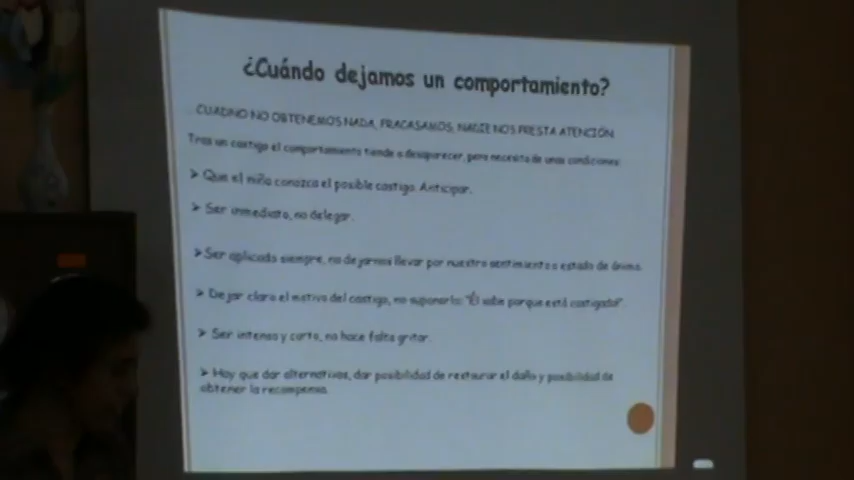 ¿Cuándo dejamos un comportamiento?
CUADNO NO OBTENEMOS NADA, FRACASAMOS, NADIE NOS PRESTA ATENCIÓN
Tras un castigo el comportamiento tiende a desaparecer, pero necesita de unas condiciones:
➢ Que el niño conozca el posible castigo. Anticipar.
➢ Ser inmediato, no delegar.
➢ Ser aplicado siempre, no dejarnos llevar por nuestro sentimiento o estado de ánimo.
➢ Dejar claro el motivo del castigo, no suponerlo: "Él sabe porque está castigado".
➢ Ser intenso y corto, no hace falta gritar.
➢ Hay que dar alternativas, dar posibilidad de restaurar el daño y posibilidad de
obtener la recompensa.